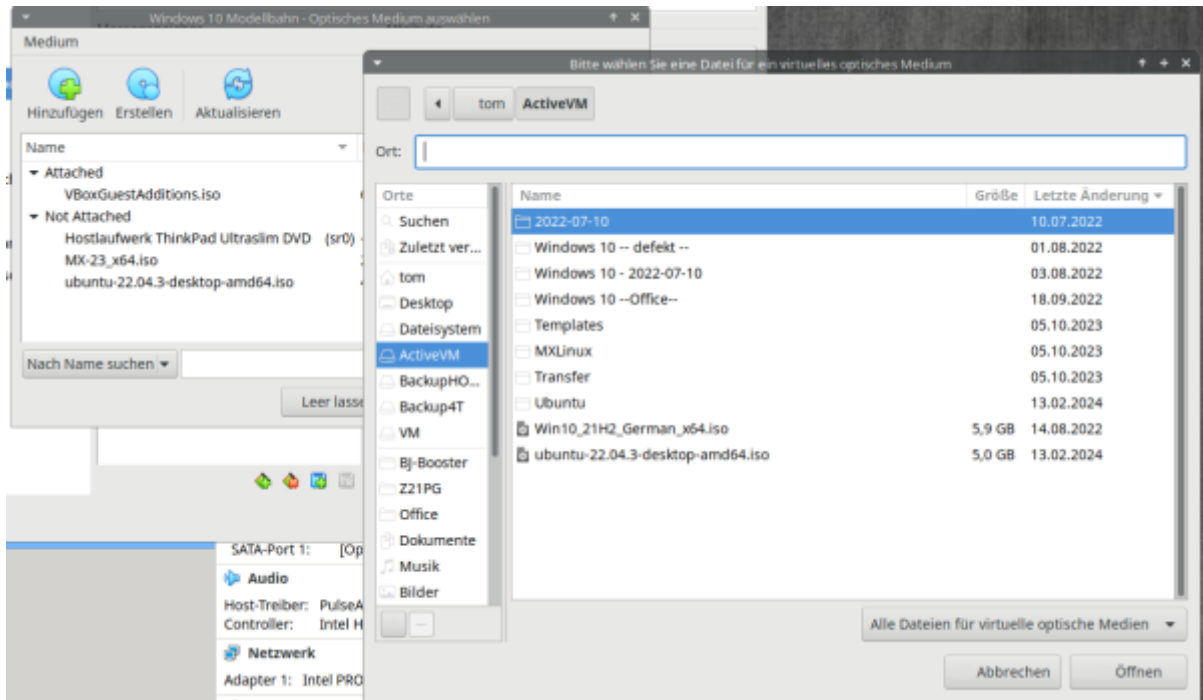 Windows 10 Modellbahn - Optisches Medium auswählen
Medium
Hinzufügen Erstellen Aktualisieren
Name
Attached
VBoxGuestAdditions.iso
Not Attached
Hostlaufwerk ThinkPad Ultraslim DVD (sr0)
MX-23_x64.iso
ubuntu-22.04.3-desktop-amd64.iso
Nach Name suchen
Leer lasse
SATA-Port 1: [Op
Audio
Host-Treiber: PulseA
Controller: Intel H
Netzwerk
Adapter 1: Intel PRO
Bitte wählen Sie eine Datei für ein virtuelles optisches Medium
tom ActiveVM
Ort:
Orte
Suchen
Zuletzt ver...
tom
Desktop
Dateisystem
ActiveVM
BackupHO...
Backup4T
VM
BJ-Booster
Z21PG
Office
Dokumente
Musik
Bilder
Name Größe Letzte Änderung
2022-07-10 10.07.2022
Windows 10 -- defekt -- 01.08.2022
Windows 10 - 2022-07-10 03.08.2022
Windows 10 --Office-- 18.09.2022
Templates 05.10.2023
MXLinux 05.10.2023
Transfer 05.10.2023
Ubuntu 13.02.2024
Win10_21H2_German_x64.iso 5,9 GB 14.08.2022
ubuntu-22.04.3-desktop-amd64.iso 5,0 GB 13.02.2024
Alle Dateien für virtuelle optische Medien
Abbrechen Öffnen